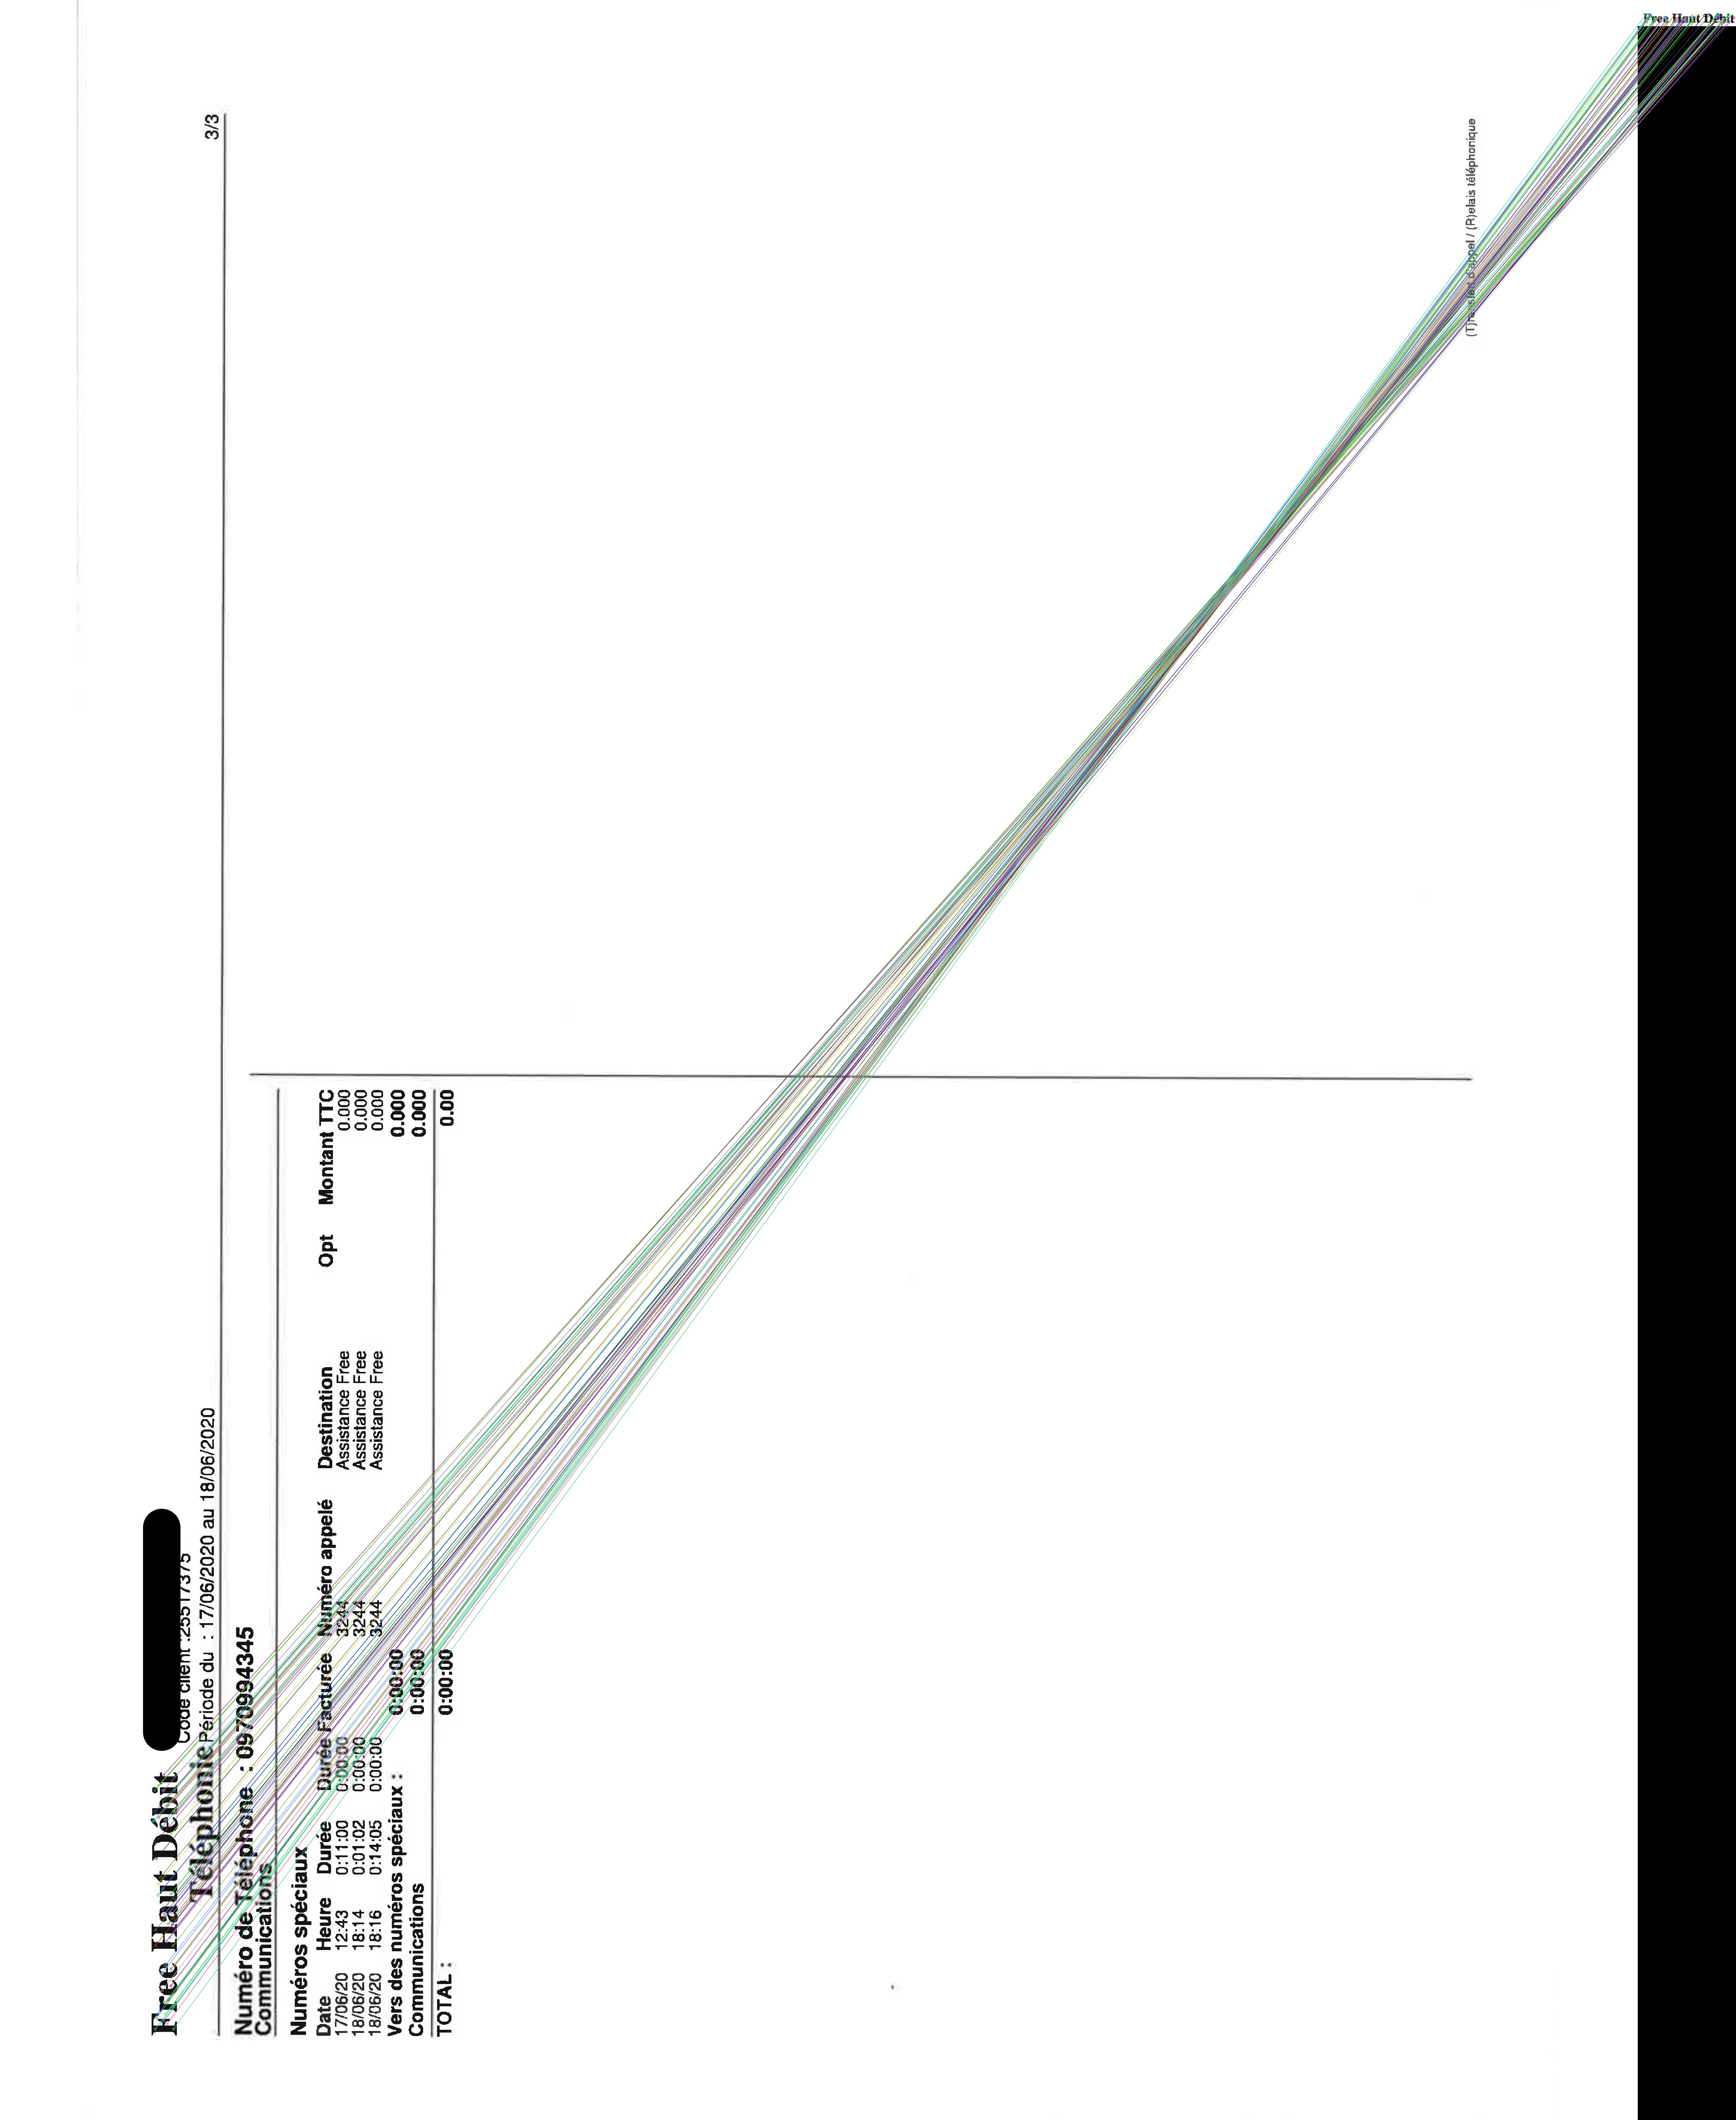 Free Haut Débit
3/3
Free Haut Débit
Code client :25517375
Téléphonie
Période du : 17/06/2020 au 18/06/2020
Numéro de Téléphone : 0970994345
Communications
Numéros spéciaux
Date Heure Durée Durée Facturée Numéro appelé Destination Opt Montant TTC
17/06/20 12:43 0:11:00 0:00:00 3244 Assistance Free 0.000
18/06/20 18:14 0:01:02 0:00:00 3244 Assistance Free 0.000
18/06/20 18:16 0:14:05 0:00:00 3244 Assistance Free 0.000
Vers des numéros spéciaux : 0:00:00 0.000
Communications 0:00:00 0.000
TOTAL : 0:00:00 0.00
(T)ransfert d'appel / (R)elais téléphonique